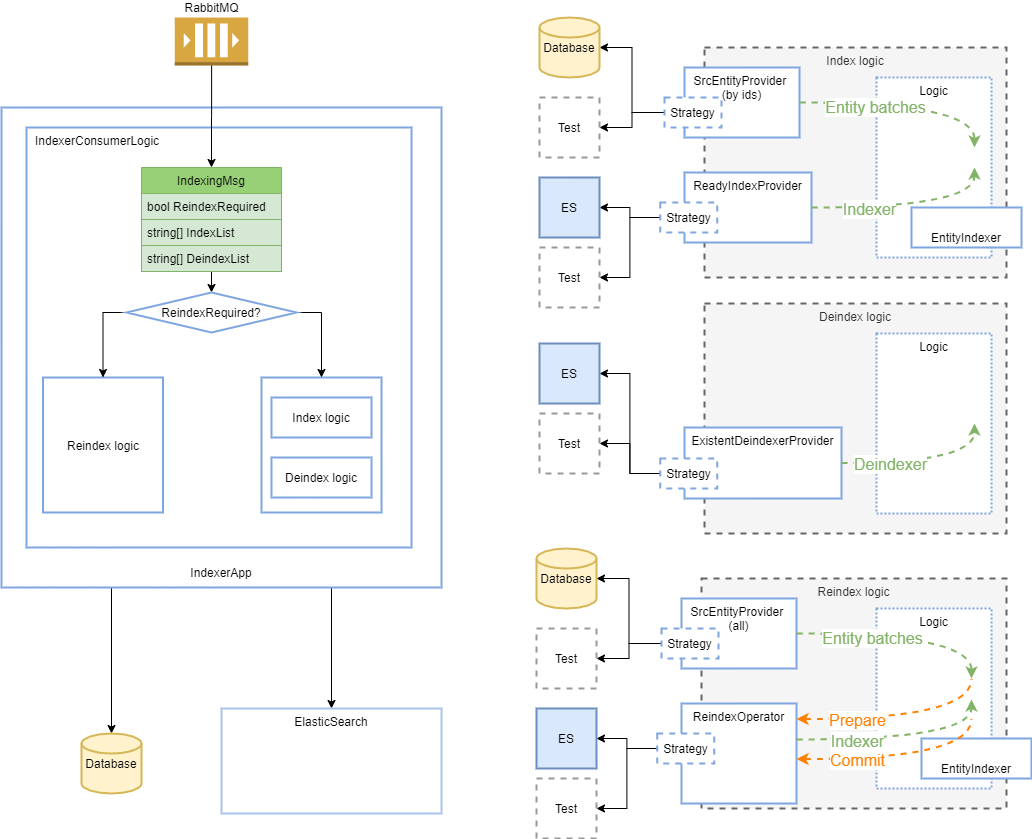 RabbitMQ
IndexerConsumerLogic
IndexingMsg
bool ReindexRequired
string[] IndexList
string[] DeindexList
ReindexRequired?
Reindex logic
Index logic
Deindex logic
IndexerApp
Database
ElasticSearch
Database
Test
Index logic
SrcEntityProvider
(by ids)
Strategy
Entity batches
Logic
ES
Test
ReadyIndexProvider
Strategy
Indexer
EntityIndexer
Deindex logic
Logic
ES
Test
ExistentDeindexerProvider
Strategy
Deindexer
Database
Test
Reindex logic
SrcEntityProvider
(all)
Strategy
Entity batches
Logic
ES
Test
ReindexOperator
Strategy
Prepare
Indexer
Commit
EntityIndexer